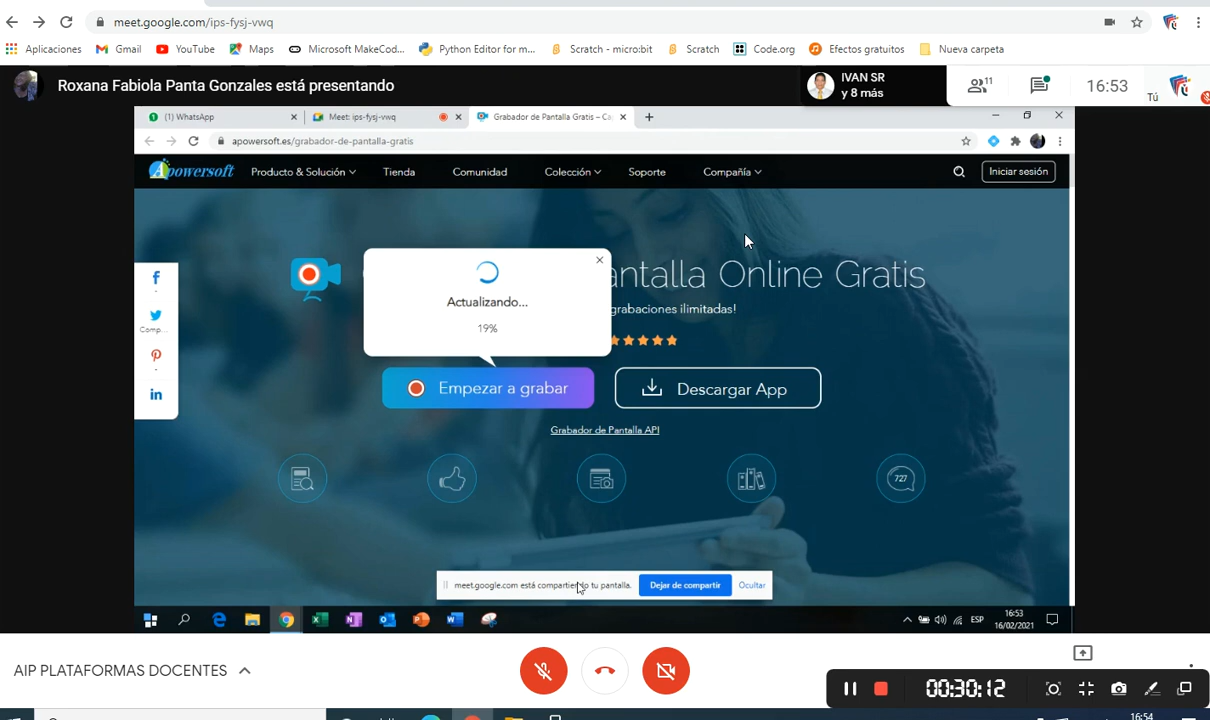 meet.google.com/ips-fysj-vwq
Aplicaciones Gmail YouTube Maps Microsoft MakeCod... Python Editor for m... Scratch - micro:bit Scratch Code.org Efectos gratuitos Nueva carpeta
Roxana Fabiola Panta Gonzales está presentando
IVAN SR
y 8 más
11
16:53
Tú
(1) WhatsApp
Meet: ips-fysj-vwq
Grabador de Pantalla Gratis – Ca
apowersoft.es/grabador-de-pantalla-gratis
Apowersoft Producto & Solución Tienda Comunidad Colección Soporte Compañía Iniciar sesión
antalla Online Gratis
grabaciones ilimitadas!
Actualizando...
19%
Comp...
Empezar a grabar
Descargar App
Grabador de Pantalla API
727
meet.google.com está compartiendo tu pantalla. Dejar de compartir Ocultar
ESP
16:53
16/02/2021
AIP PLATAFORMAS DOCENTES
00:30:12
16:54